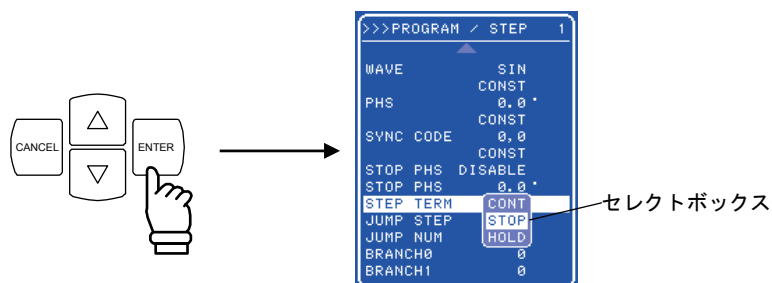 CANCEL
ENTER
>>>PROGRAM / STEP 1
WAVE SIN
CONST
PHS 0.0°
CONST
SYNC CODE 0,0
CONST
STOP PHS DISABLE
STOP PHS 0.0°
STEP TERM CONT
JUMP STEP STOP
JUMP NUM HOLD
BRANCH0 0
BRANCH1 0
セレクトボックス